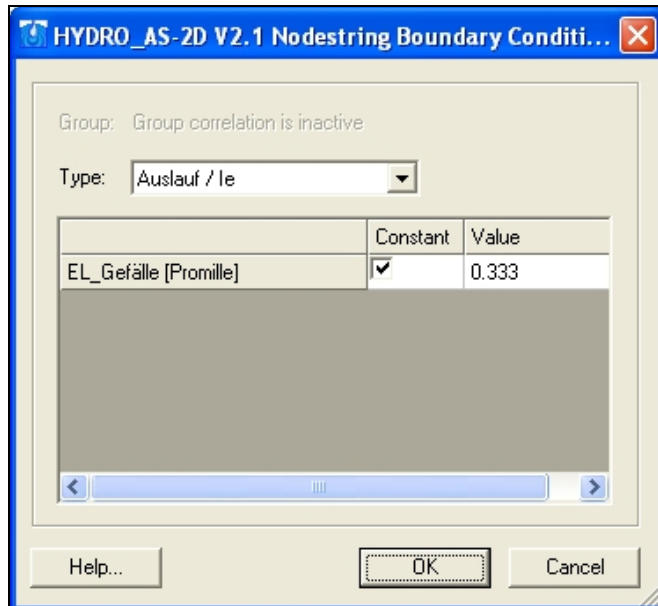 HYDRO_AS-2D V2.1 Nodestring Boundary Conditi...
Group: Group correlation is inactive
Type: Auslauf / Ie
Constant Value
EL_Gefälle [Promille] 0.333
Help... OK Cancel